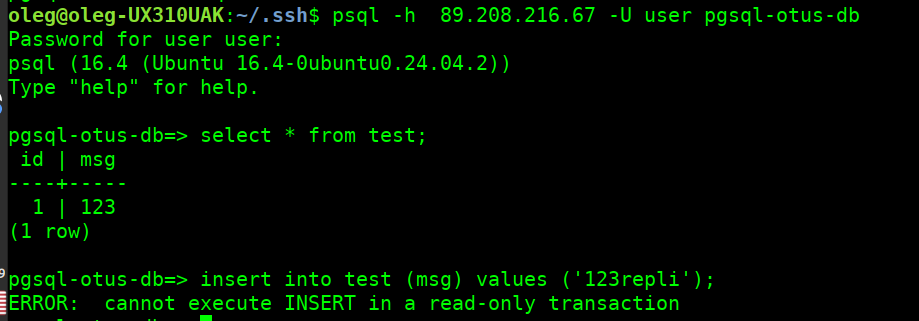 oleg@oleg-UX310UAK:~/.ssh$ psql -h  89.208.216.67 -U user pgsql-otus-db
Password for user user:
psql (16.4 (Ubuntu 16.4-0ubuntu0.24.04.2))
Type "help" for help.

pgsql-otus-db=> select * from test;
 id | msg
----+-----
  1 | 123
(1 row)

pgsql-otus-db=> insert into test (msg) values ('123repli');
ERROR:  cannot execute INSERT in a read-only transaction